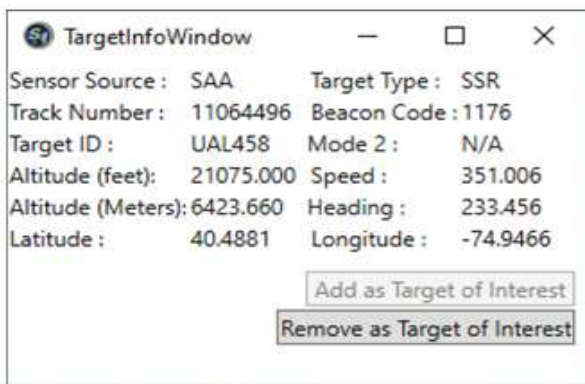 TargetInfoWindow
Sensor Source : SAA Target Type : SSR
Track Number : 11064496 Beacon Code : 1176
Target ID : UAL458 Mode 2 : N/A
Altitude (feet): 21075.000 Speed : 351.006
Altitude (Meters): 6423.660 Heading : 233.456
Latitude : 40.4881 Longitude : -74.9466
Add as Target of Interest
Remove as Target of Interest